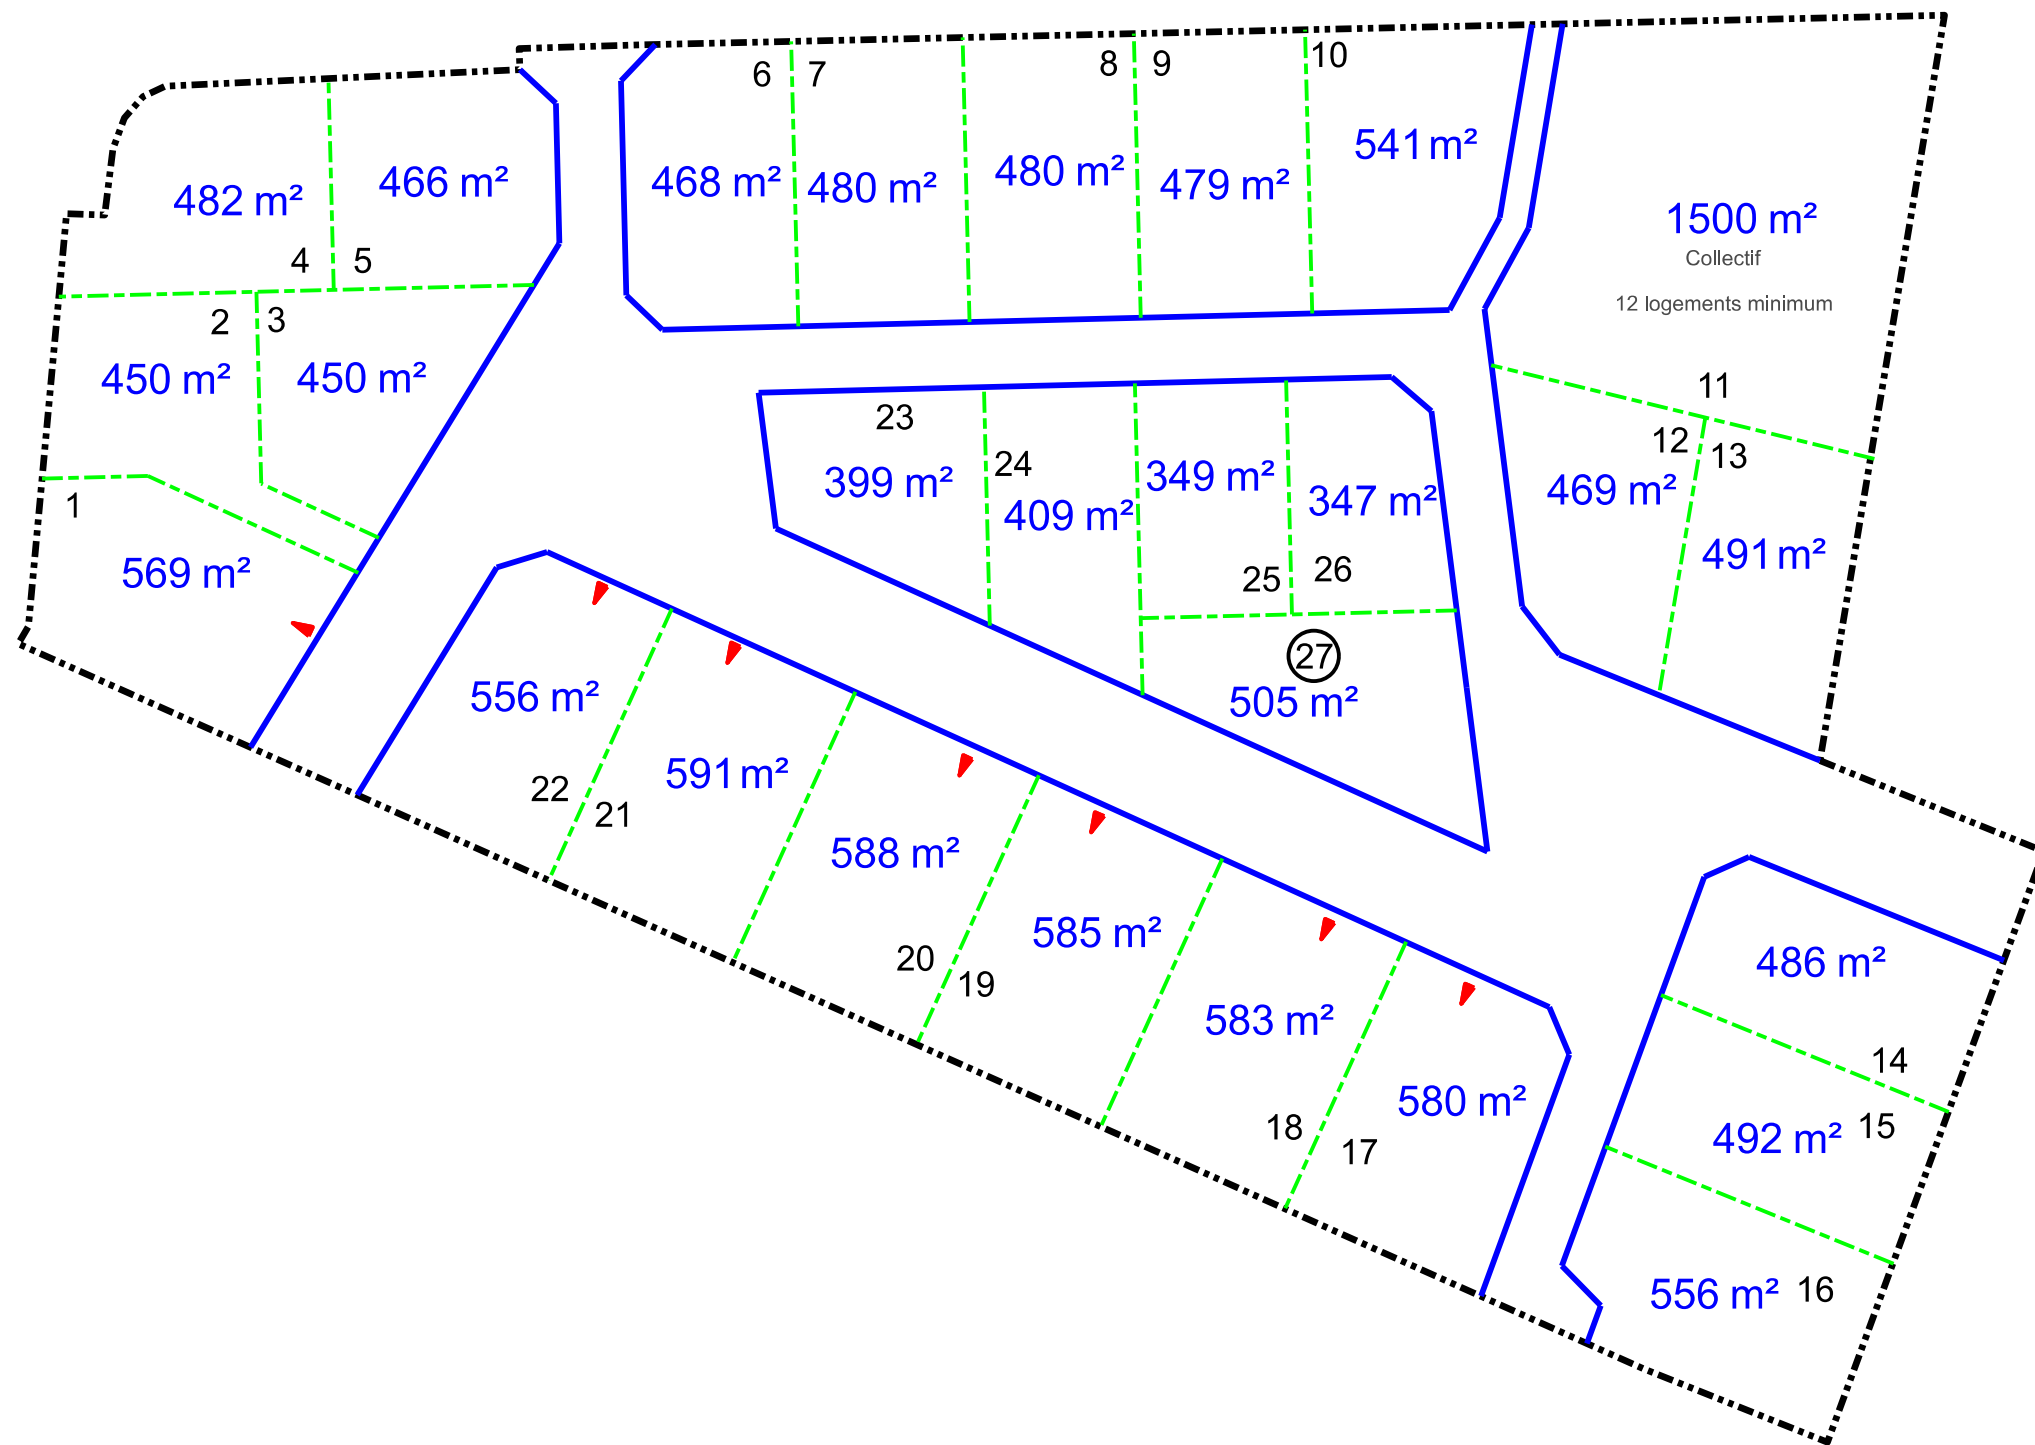 6
7
8
9
10
541 m²
482 m²
466 m²
468 m²
480 m²
480 m²
479 m²
1500 m²
Collectif
12 logements minimum
4
5
2
3
450 m²
450 m²
11
12
13
469 m²
491 m²
23
24
399 m²
409 m²
349 m²
347 m²
25
26
27
505 m²
1
569 m²
556 m²
22
21
591 m²
588 m²
20
19
585 m²
583 m²
18
17
580 m²
486 m²
14
492 m²
15
556 m²
16